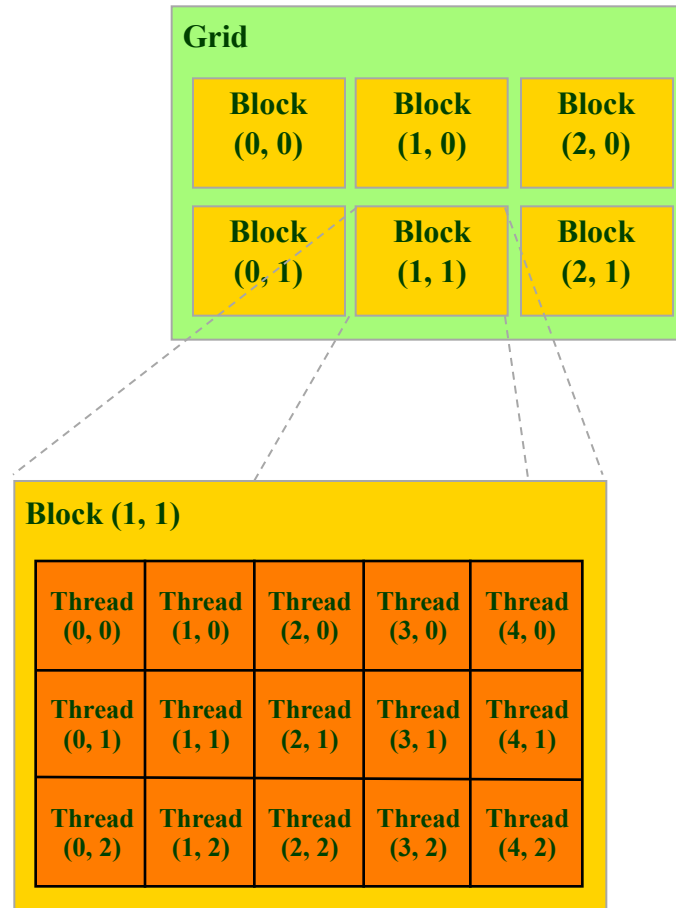 Grid
Block Block Block
(0, 0) (1, 0) (2, 0)
Block Block Block
(0, 1) (1, 1) (2, 1)
Block (1, 1)
Thread Thread Thread Thread Thread
(0, 0) (1, 0) (2, 0) (3, 0) (4, 0)
Thread Thread Thread Thread Thread
(0, 1) (1, 1) (2, 1) (3, 1) (4, 1)
Thread Thread Thread Thread Thread
(0, 2) (1, 2) (2, 2) (3, 2) (4, 2)